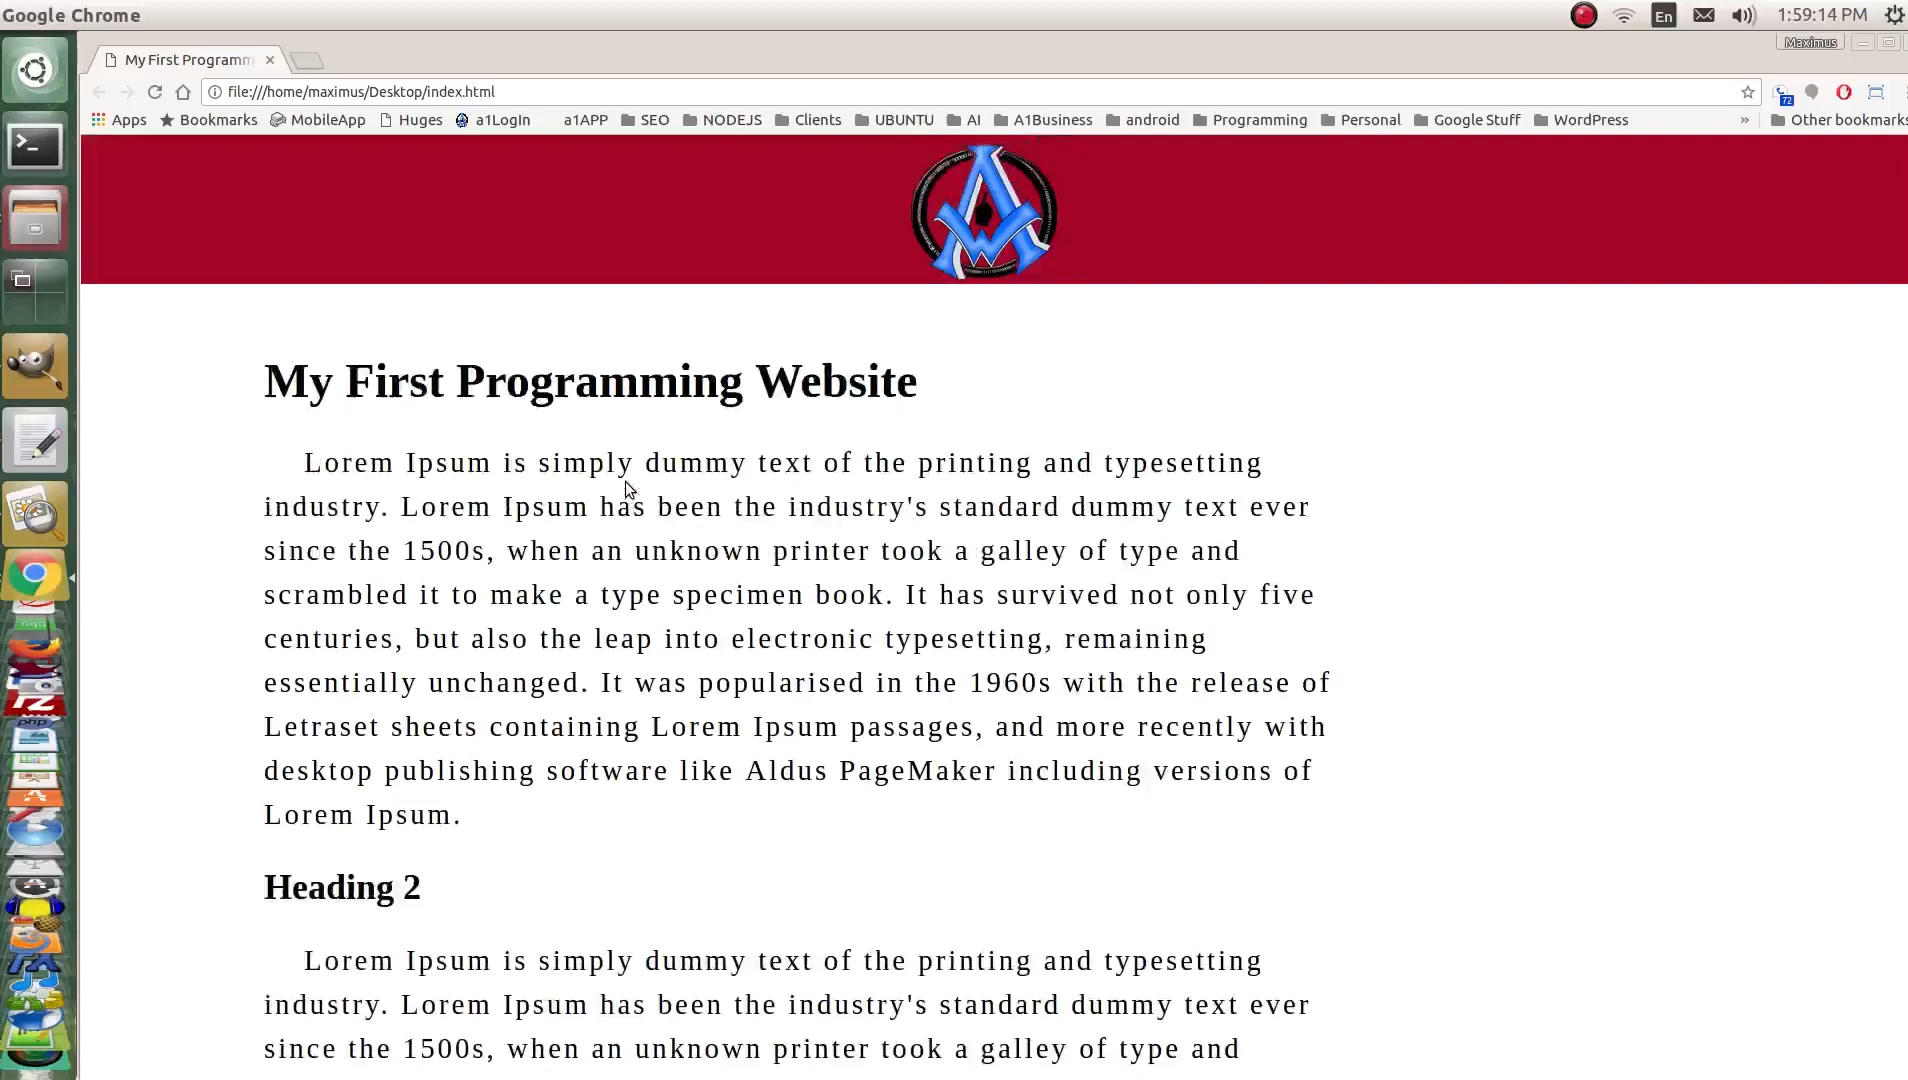 Google Chrome
En
1:59:14 PM
Maximus
My First Programm
file:///home/maximus/Desktop/index.html
72
Apps Bookmarks MobileApp Huges a1LogIn a1APP SEO NODEJS Clients UBUNTU AI A1Business android Programming Personal Google Stuff WordPress » Other bookmarks
AW
My First Programming Website
Lorem Ipsum is simply dummy text of the printing and typesetting
industry. Lorem Ipsum has been the industry's standard dummy text ever
since the 1500s, when an unknown printer took a galley of type and
scrambled it to make a type specimen book. It has survived not only five
centuries, but also the leap into electronic typesetting, remaining
essentially unchanged. It was popularised in the 1960s with the release of
Letraset sheets containing Lorem Ipsum passages, and more recently with
desktop publishing software like Aldus PageMaker including versions of
Lorem Ipsum.
Heading 2
Lorem Ipsum is simply dummy text of the printing and typesetting
industry. Lorem Ipsum has been the industry's standard dummy text ever
since the 1500s, when an unknown printer took a galley of type and